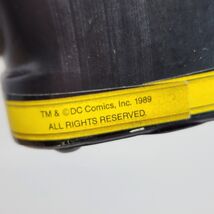 TM & ©DC Comics, Inc. 1989
ALL RIGHTS RESERVED.